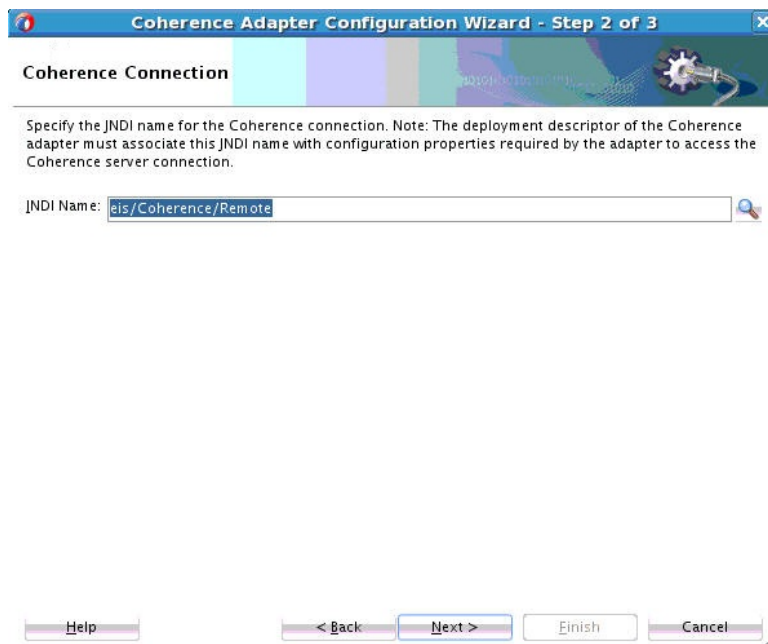 Coherence Adapter Configuration Wizard - Step 2 of 3
Coherence Connection
Specify the JNDI name for the Coherence connection. Note: The deployment descriptor of the Coherence
adapter must associate this JNDI name with configuration properties required by the adapter to access the
Coherence server connection.
JNDI Name: eis/Coherence/Remote
Help < Back Next > Finish Cancel